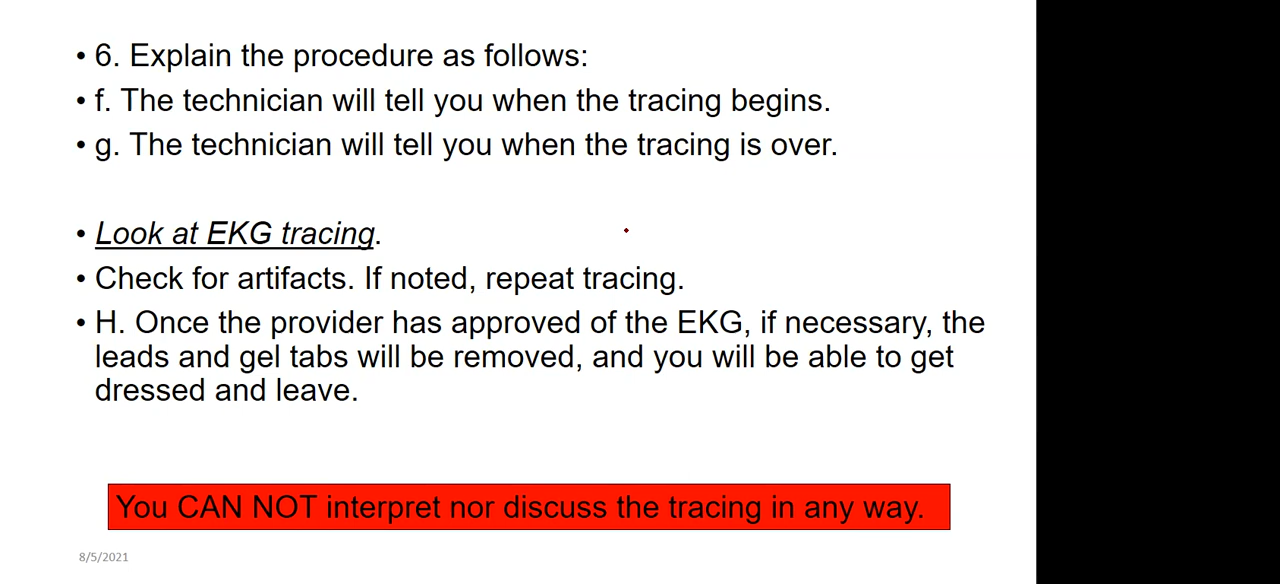 • 6. Explain the procedure as follows:
• f. The technician will tell you when the tracing begins.
• g. The technician will tell you when the tracing is over.
• Look at EKG tracing.
• Check for artifacts. If noted, repeat tracing.
• H. Once the provider has approved of the EKG, if necessary, the
leads and gel tabs will be removed, and you will be able to get
dressed and leave.
You CAN NOT interpret nor discuss the tracing in any way.
8/5/2021